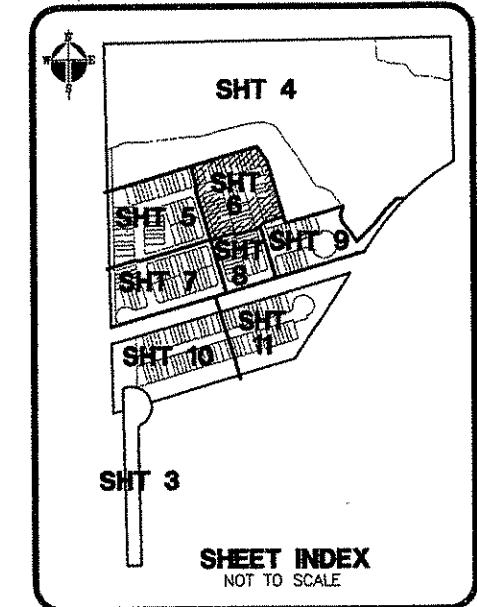 N
W E
S
SHT 4
SHT 6
SHT 5
SHT 8
SHT 9
SHT 7
SHT 11
SHT 10
SHT 3
SHEET INDEX
NOT TO SCALE